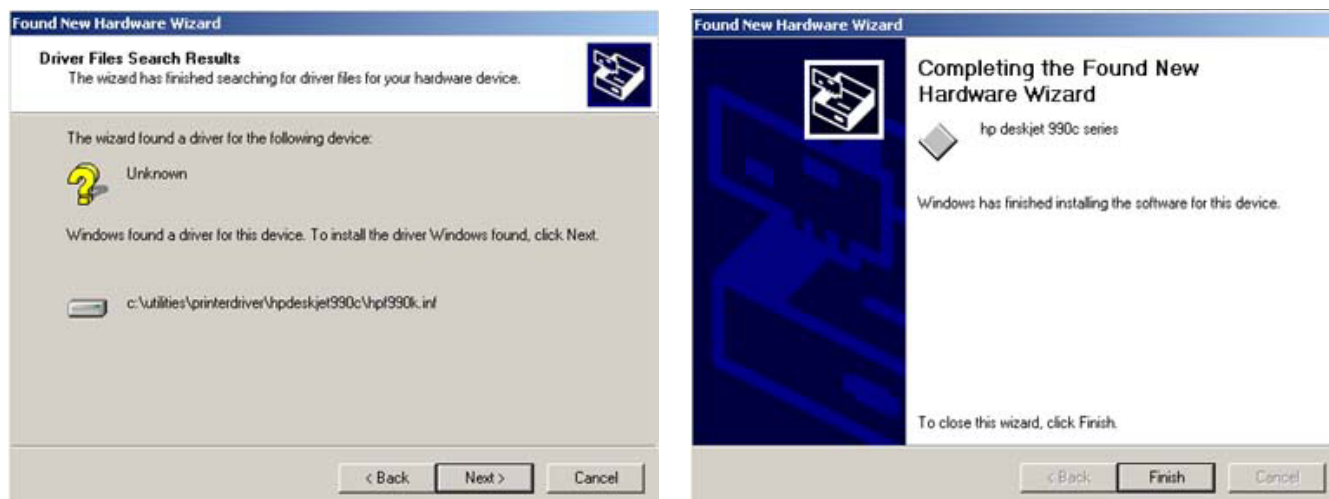 Found New Hardware Wizard
Driver Files Search Results
The wizard has finished searching for driver files for your hardware device.
The wizard found a driver for the following device:
Unknown
Windows found a driver for this device. To install the driver Windows found, click Next.
c:\utilities\printerdriver\hpdeskjet990c\hpf990k.inf
< Back
Next >
Cancel
Found New Hardware Wizard
Completing the Found New
Hardware Wizard
hp deskjet 990c series
Windows has finished installing the software for this device.
To close this wizard, click Finish.
< Back
Finish
Cancel